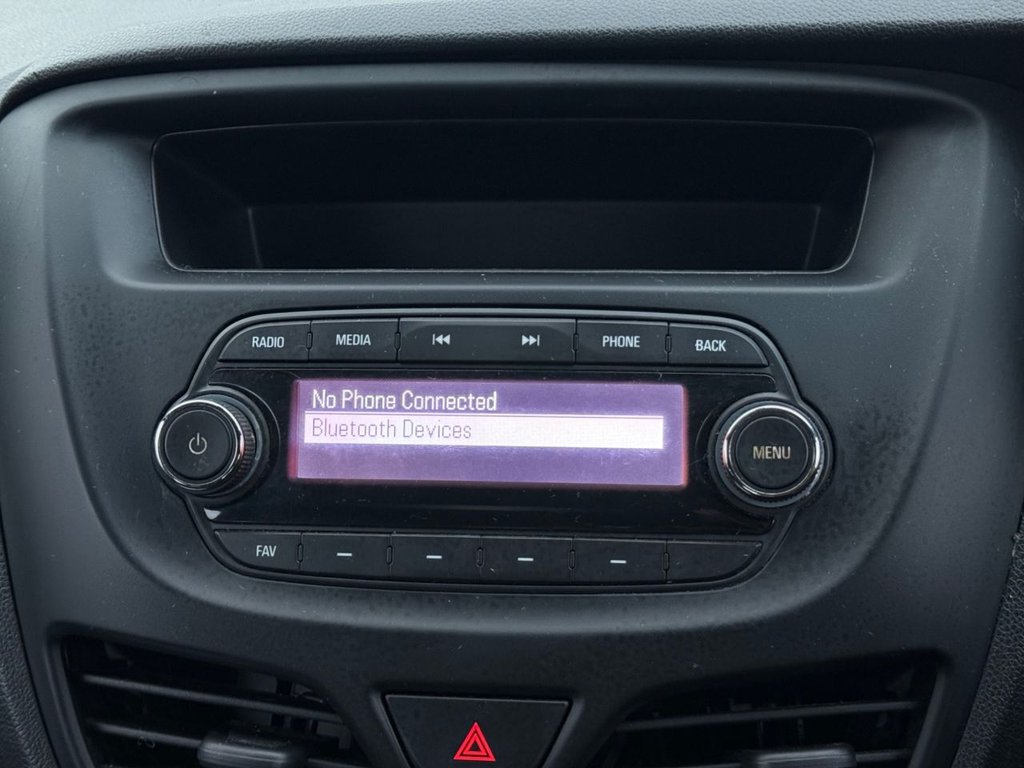 RADIO MEDIA PHONE BACK
No Phone Connected
Bluetooth Devices
MENU
FAV